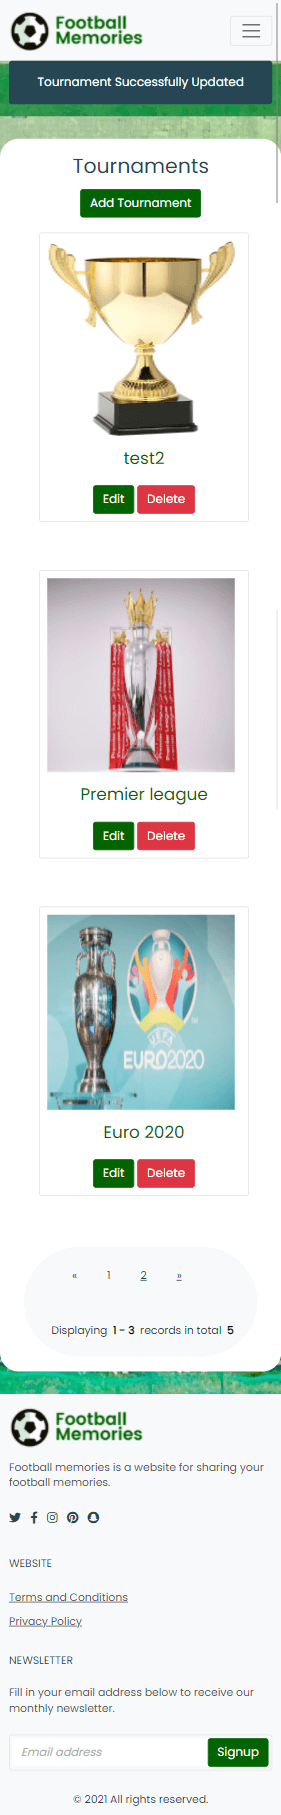 Football
Memories
Tournament Successfully Updated
Tournaments
Add Tournament
test2
Edit Delete
Premier league
Edit Delete
UEFA
EURO2020
Euro 2020
Edit Delete
« 1 2 »
Displaying 1 - 3 records in total 5
Football
Memories
Football memories is a website for sharing your
football memories.
WEBSITE
Terms and Conditions
Privacy Policy
NEWSLETTER
Fill in your email address below to receive our
monthly newsletter.
Email address Signup
© 2021 All rights reserved.